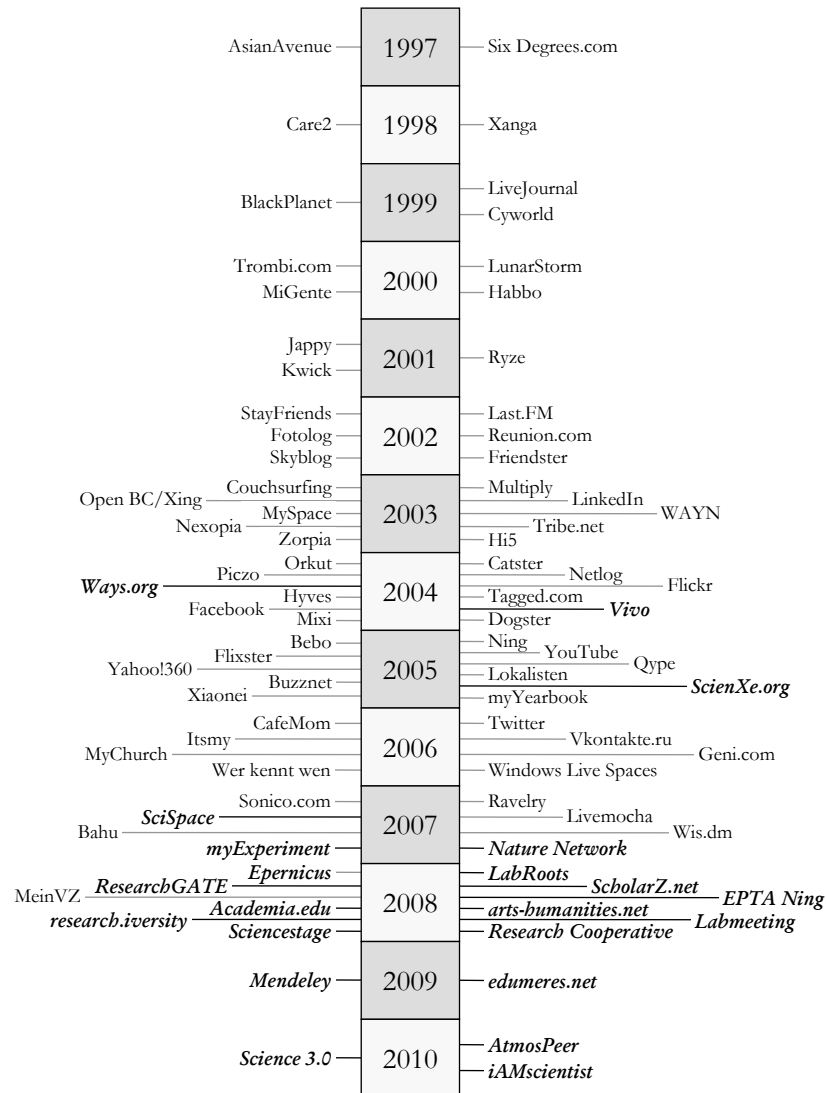 AsianAvenue 1997 Six Degrees.com
Care2 1998 Xanga
LiveJournal
BlackPlanet 1999
Cyworld
Trombi.com LunarStorm
2000
MiGente Habbo
Jappy
2001 Ryze
Kwick
StayFriends Last.FM
Fotolog 2002 Reunion.com
Skyblog Friendster
Couchsurfing Multiply
Open BC/Xing LinkedIn
MySpace 2003 WAYN
Nexopia Tribe.net
Zorpia Hi5
Orkut Catster
Piczo Netlog
Ways.org Flickr
2004
Hyves Tagged.com
Facebook Vivo
Mixi Dogster
Bebo Ning
Flixster YouTube
Yahoo!360 2005 Qype
Buzznet Lokalisten
ScienXe.org
Xiaonei myYearbook
CafeMom Twitter
Itsmy Vkontakte.ru
MyChurch 2006 Geni.com
Wer kennt wen Windows Live Spaces
Sonico.com Ravelry
SciSpace Livemocha
2007
Bahu Wis.dm
myExperiment Nature Network
Epernicus LabRoots
ResearchGATE ScholarZ.net
MeinVZ 2008 EPTA Ning
Academia.edu arts-humanities.net
research.iversity Labmeeting
Sciencestage Research Cooperative
Mendeley 2009 edumeres.net
AtmosPeer
Science 3.0 2010
iAMscientist